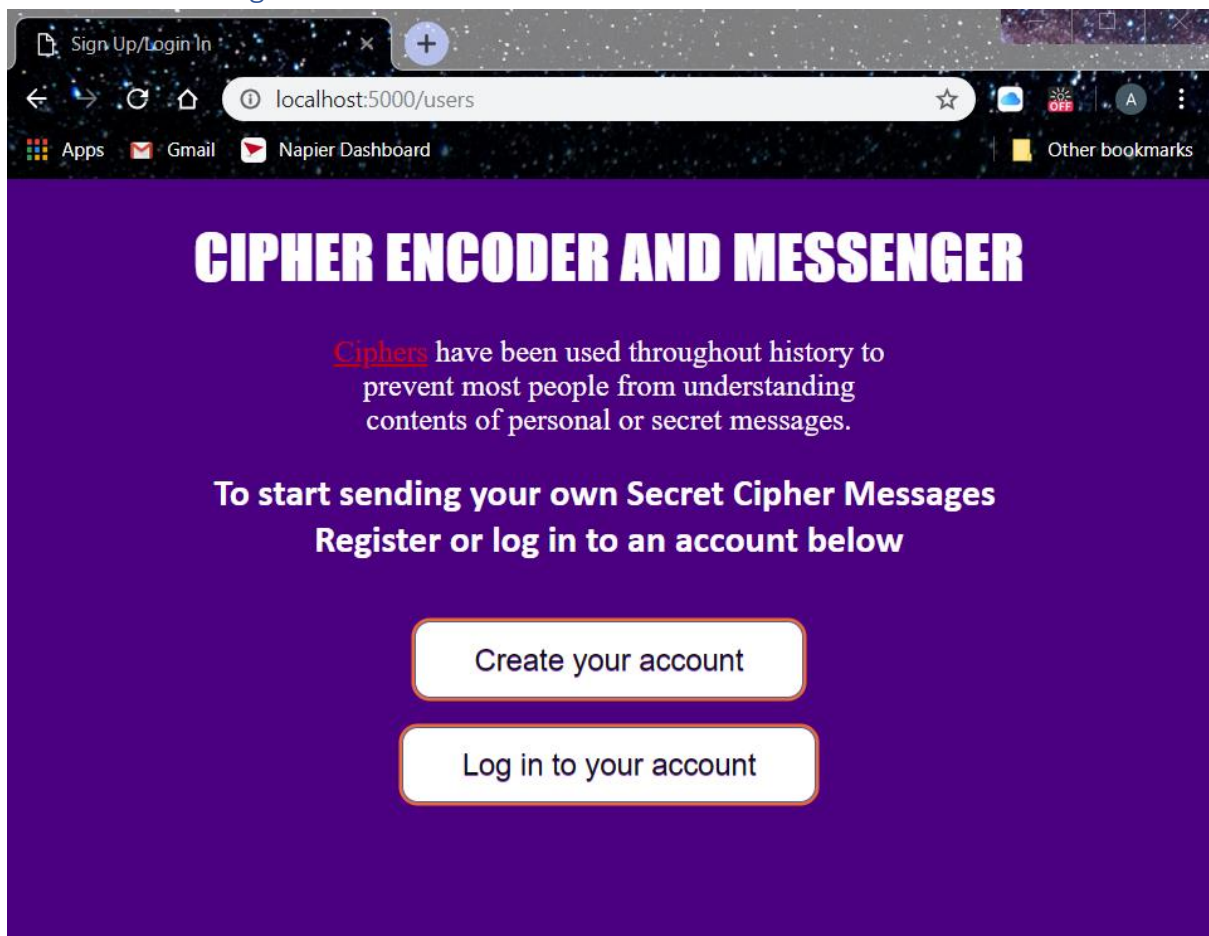 Sign Up/Login In
localhost:5000/users
OFF
A
Apps Gmail Napier Dashboard Other bookmarks
CIPHER ENCODER AND MESSENGER
Ciphers have been used throughout history to
prevent most people from understanding
contents of personal or secret messages.
To start sending your own Secret Cipher Messages
Register or log in to an account below
Create your account
Log in to your account